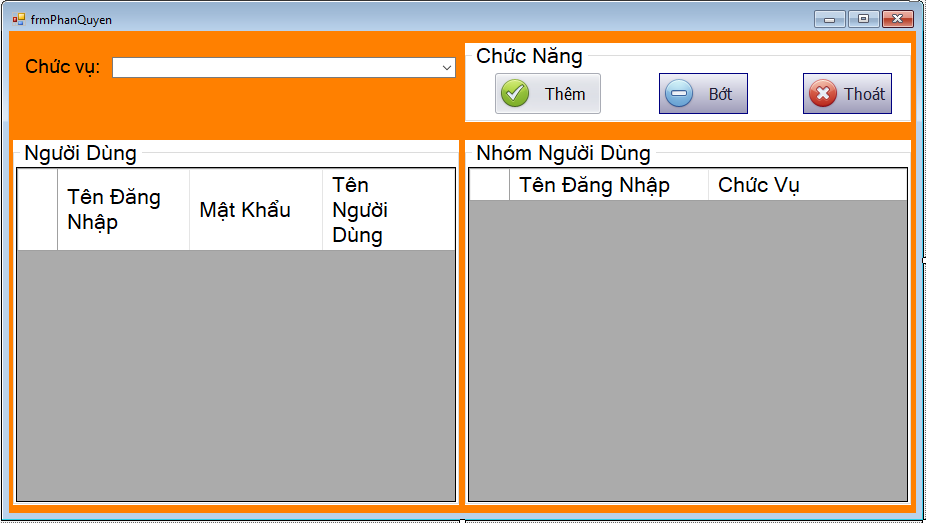 frmPhanQuyen
Chức vụ:
Chức Năng
Thêm
Bớt
Thoát
Người Dùng
Tên Đăng
Nhập
Mật Khẩu
Tên
Người
Dùng
Nhóm Người Dùng
Tên Đăng Nhập
Chức Vụ